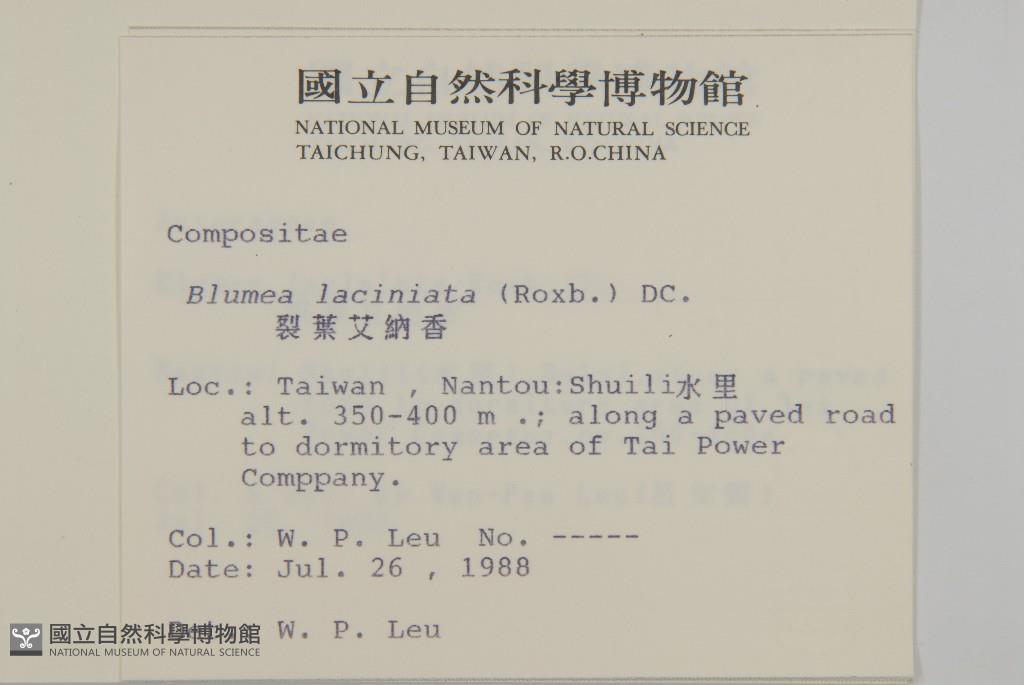 國立自然科學博物館
NATIONAL MUSEUM OF NATURAL SCIENCE
TAICHUNG, TAIWAN, R.O.CHINA
Compositae
Blumea laciniata (Roxb.) DC.
裂葉艾納香
Loc.: Taiwan , Nantou:Shuili水里
alt. 350-400 m .; along a paved road
to dormitory area of Tai Power
Comppany.
Col.: W. P. Leu No. -----
Date: Jul. 26 , 1988
W. P. Leu
國立自然科學博物館
NATIONAL MUSEUM OF NATURAL SCIENCE